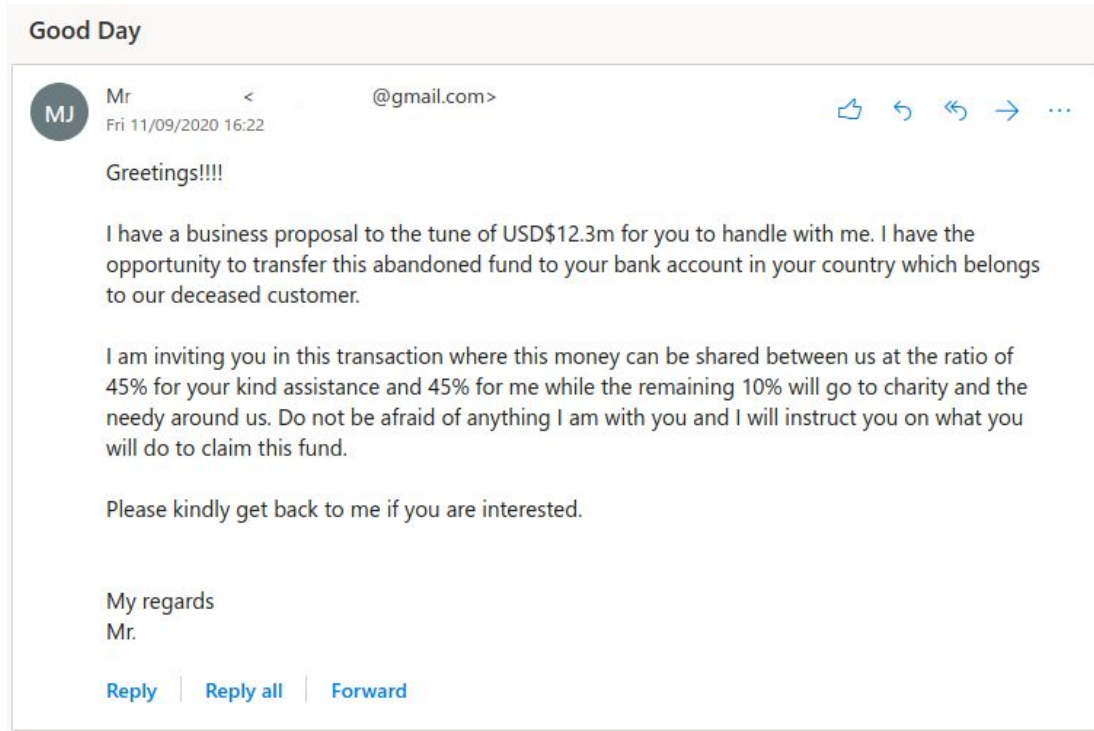 Good Day
MJ
Mr < @gmail.com>
Fri 11/09/2020 16:22
Greetings!!!!
I have a business proposal to the tune of USD$12.3m for you to handle with me. I have the
opportunity to transfer this abandoned fund to your bank account in your country which belongs
to our deceased customer.
I am inviting you in this transaction where this money can be shared between us at the ratio of
45% for your kind assistance and 45% for me while the remaining 10% will go to charity and the
needy around us. Do not be afraid of anything I am with you and I will instruct you on what you
will do to claim this fund.
Please kindly get back to me if you are interested.
My regards
Mr.
Reply Reply all Forward